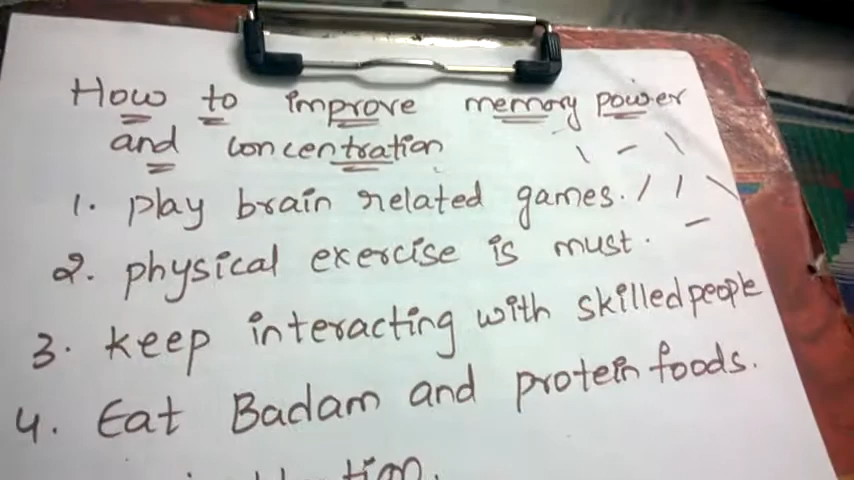 How to improve memory power
and concentration
1. play brain related games.
2. physical exercise is must.
3. keep interacting with skilled people
4. Eat Badam and protein foods.